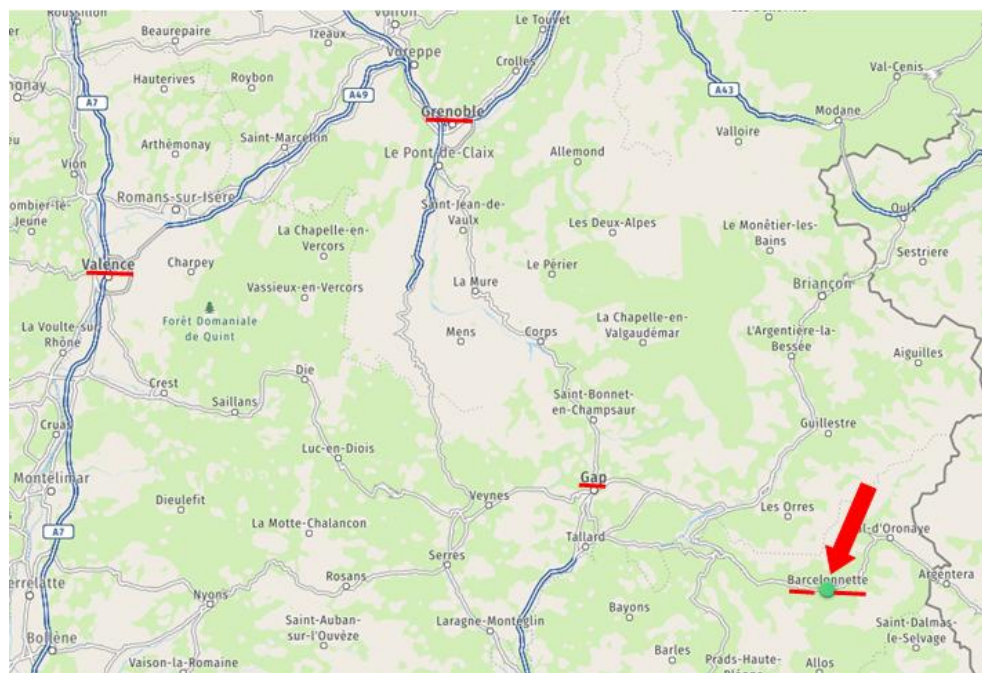 Beaurepaire
Izeaux
Le Touvet
Voreppe
Crolles
Val-Cenis
Hauterives
Roybon
A49
A43
A7
Grenoble
Modane
Saint-Marcellin
Valloire
Arthémonay
Le Pont-de-Claix
Allemond
Vion
Romans-sur-Isère
Saint-Jean-de-
Vaulx
Oulx
Jeune
La Chapelle-en-
Vercors
Les Deux-Alpes
Le Monêtier-les-
Bains
Sestriere
Valence
Charpey
Le Périer
Vassieux-en-Vercors
La Mure
Briançon
Forêt Domaniale
de Quint
La Voulte-sur-
Rhône
Mens
Corps
La Chapelle-en-
Valgaudémar
L'Argentière-la-
Bessée
Aiguilles
Crest
Die
Saillans
Saint-Bonnet-
en-Champsaur
Cruas
Guillestre
Luc-en-Diois
Montélimar
Gap
Dieulefit
Veynes
Les Orres
La Motte-Chalancon
A7
Tallard
al-d'Oronaye
Serres
Barcelonnette
Argentera
errelatte
Rosans
Nyons
Bayons
Saint-Auban-
sur-l'Ouvèze
Laragne-Montéglin
Saint-Dalmas-
le-Selvage
Bollène
Barles
Vaison-la-Romaine
Prads-Haute-
Allos